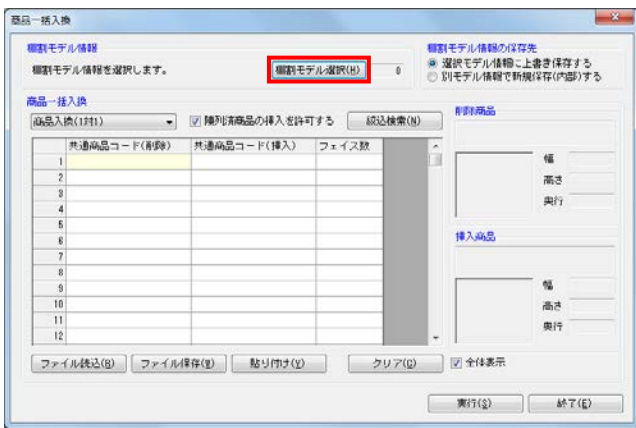 商品一括入換
棚割モデル情報
棚割モデル情報を選択します。
棚割モデル選択(H)
0
棚割モデル情報の保存先
選択モデル情報に上書き保存する
別モデル情報で新規保存(内部)する
商品一括入換
商品入換(1対1)
陳列済商品の挿入を許可する
絞込検索(N)
共通商品コード(削除) 共通商品コード(挿入) フェイス数
1
2
3
4
5
6
7
8
9
10
11
12
削除商品
幅
高さ
奥行
挿入商品
幅
高さ
奥行
ファイル読込(R)
ファイル保存(W)
貼り付け(V)
クリア(C)
全体表示
実行(S)
終了(E)